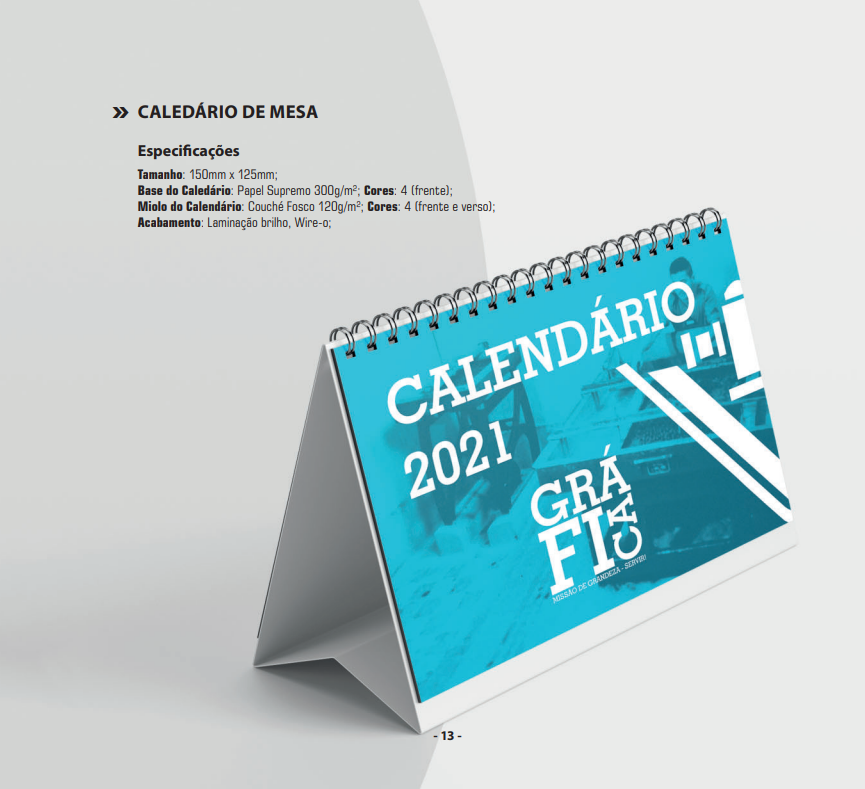 » CALEDÁRIO DE MESA
Especificações
Tamanho: 150mm x 125mm;
Base do Caledário: Papel Supremo 300g/m²; Cores: 4 (frente);
Miolo do Calendário: Couché Fosco 120g/m²; Cores: 4 (frente e verso);
Acabamento: Laminação brilho, Wire-o;
CALENDÁRIO
2021
GRÁ
FI
CA
MISSÃO DE GRANDEZA - SERVIR!
- 13 -